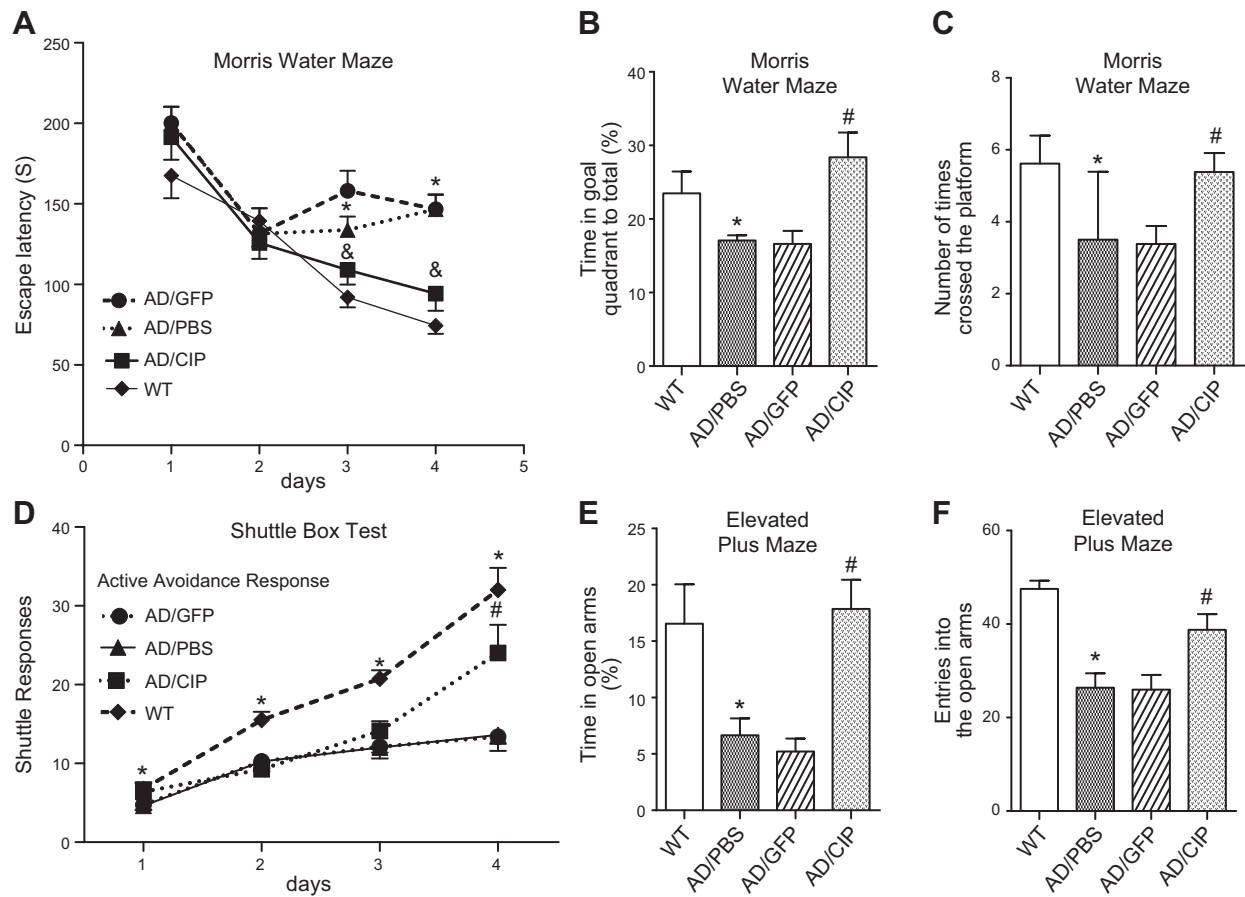 A
Morris Water Maze
250
200
150
100
50
0
Escape latency (S)
*
*
&
&
AD/GFP
AD/PBS
AD/CIP
WT
0 1 2 3 4 5
days
B
Morris
Water Maze
40
30
20
10
0
Time in goal
quadrant to total (%)
*
#
WT
AD/PBS
AD/GFP
AD/CIP
C
Morris
Water Maze
8
6
4
2
0
Number of times
crossed the platform
*
#
WT
AD/PBS
AD/GFP
AD/CIP
D
Shuttle Box Test
40
30
20
10
0
Shuttle Responses
Active Avoidance Response
AD/GFP
AD/PBS
AD/CIP
WT
*
*
*
*
#
1 2 3 4
days
E
Elevated
Plus Maze
25
20
15
10
5
0
Time in open arms
(%)
*
#
WT
AD/PBS
AD/GFP
AD/CIP
F
Elevated
Plus Maze
60
40
20
0
Entries into
the open arms
*
#
WT
AD/PBS
AD/GFP
AD/CIP